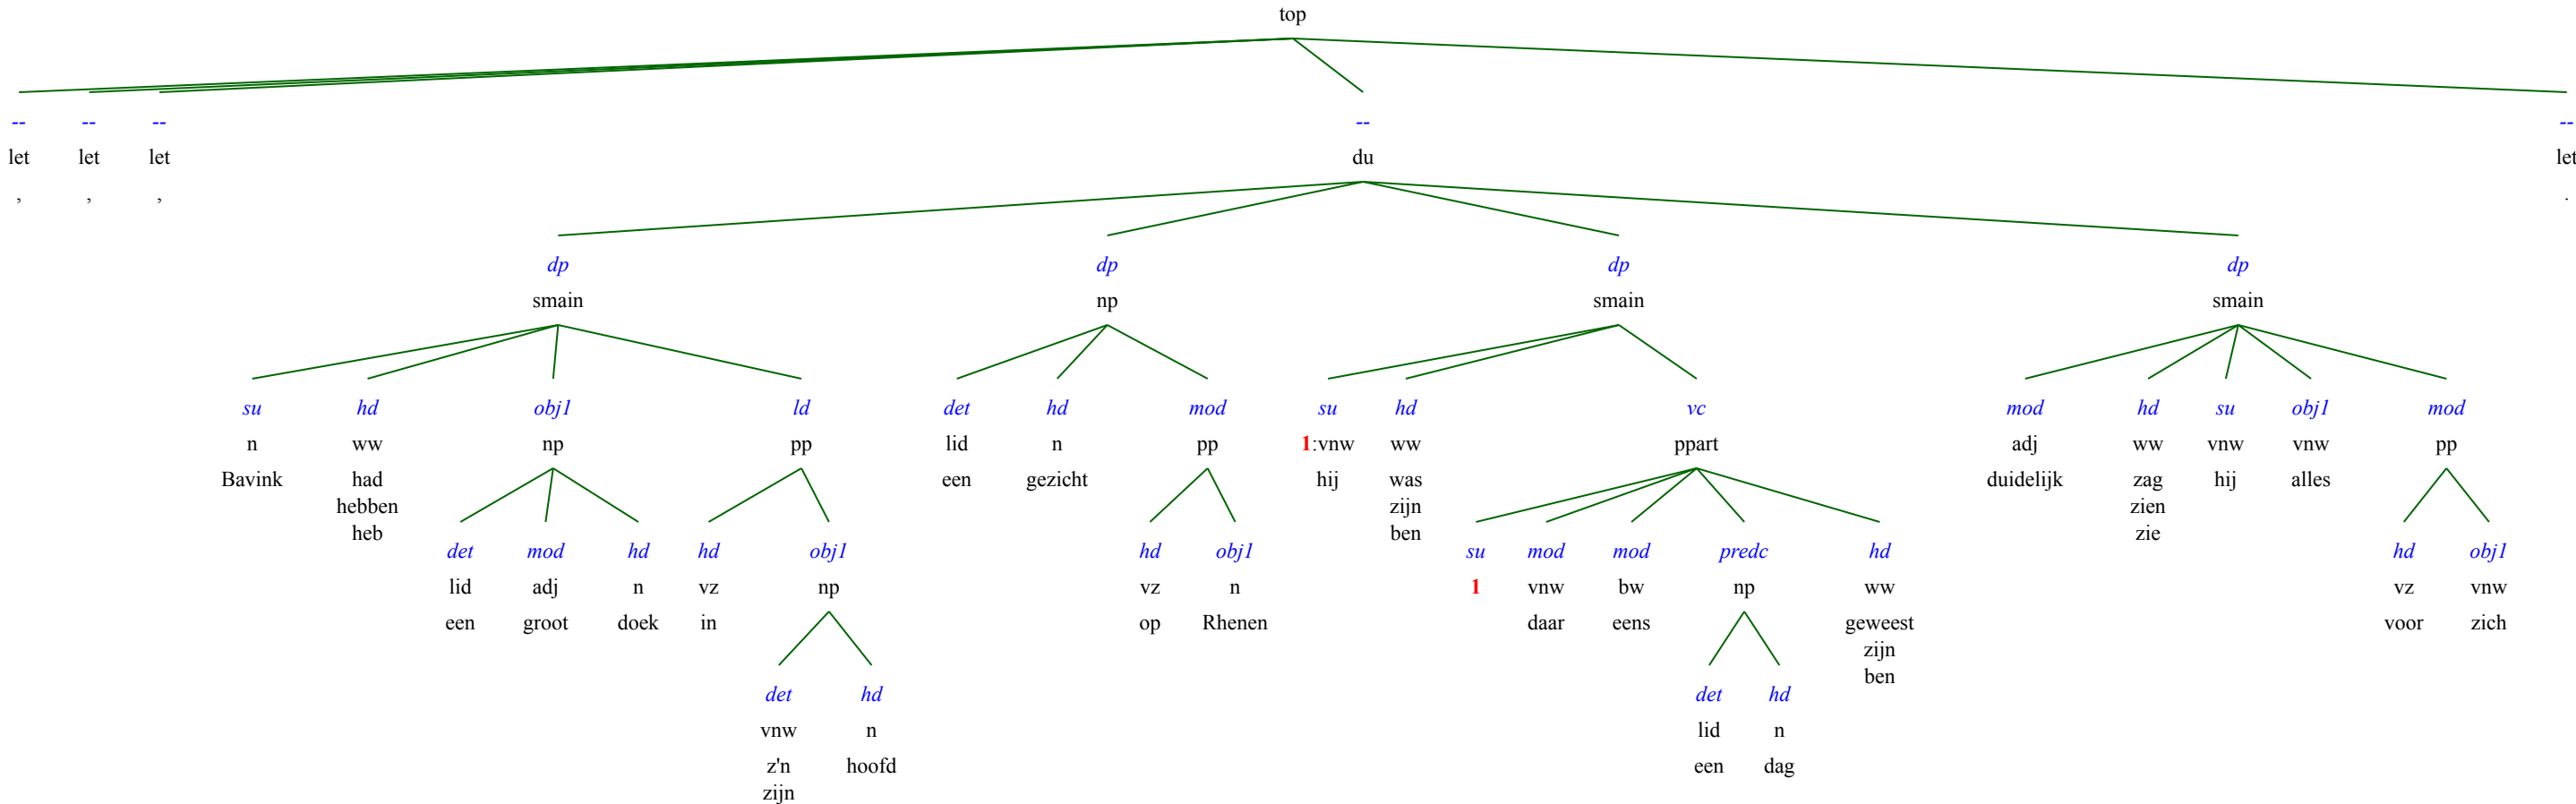 top
-- -- -- -- --
let let let du let
, , , .
dp dp dp dp
smain np smain smain
su hd obj1 ld det hd mod su hd vc mod hd su obj1 mod
n ww np pp lid n pp 1:vnw ww ppart adj ww vnw vnw pp
Bavink had een gezicht hij was duidelijk zag hij alles
hebben zijn zien
heb ben zie
det mod hd hd obj1 hd obj1 su mod mod predc hd hd obj1
lid adj n vz np vz n 1 vnw bw np ww vz vnw
een groot doek in op Rhenen daar eens geweest voor zich
zijn
ben
det hd det hd
vnw n lid n
z'n hoofd een dag
zijn